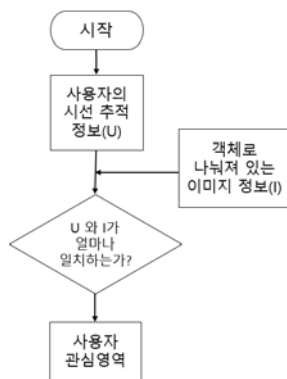 시작
사용자의
시선 추적
정보(U)
객체로
나눠져 있는
이미지 정보(I)
U 와 I가
얼마나
일치하는가?
사용자
관심영역